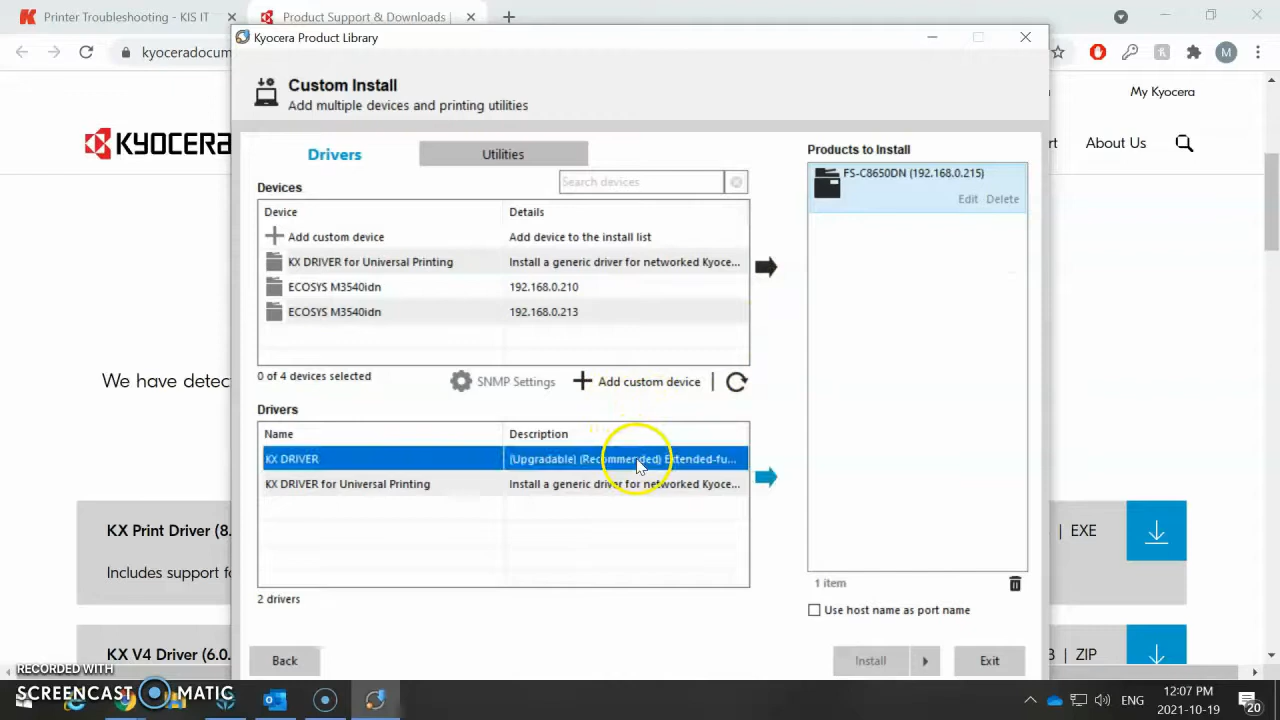 Printer Troubleshooting - KIS IT
Product Support & Downloads |
kyoceradocum
M
Kyocera Product Library
Custom Install
Add multiple devices and printing utilities
My Kyocera
KYOCERA
rt
About Us
Drivers
Utilities
Products to Install
Search devices
FS-C8650DN (192.168.0.215)
Edit Delete
Devices
Device Details
Add custom device Add device to the install list
KX DRIVER for Universal Printing Install a generic driver for networked Kyoce...
ECOSYS M3540idn 192.168.0.210
ECOSYS M3540idn 192.168.0.213
0 of 4 devices selected
SNMP Settings
Add custom device
We have detec
Drivers
Name Description
KX DRIVER (Upgradable) (Recommended) Extended-fu...
KX DRIVER for Universal Printing Install a generic driver for networked Kyoce...
2 drivers
1 item
Use host name as port name
KX Print Driver (8.
| EXE
Includes support fo
KX V4 Driver (6.0.
B | ZIP
Back
Install
Exit
RECORDED WITH
SCREENCAST MATIC
ENG
12:07 PM
2021-10-19
20